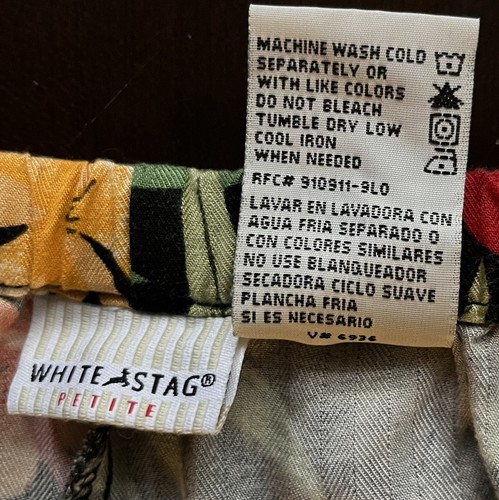 MACHINE WASH COLD
SEPARATELY OR
WITH LIKE COLORS
DO NOT BLEACH
TUMBLE DRY LOW
COOL IRON
WHEN NEEDED
RFC# 910911-9L0
LAVAR EN LAVADORA CON
AGUA FRIA SEPARADO O
CON COLORES SIMILARES
NO USE BLANQUEADOR
SECADORA CICLO SUAVE
PLANCHA FRIA
SI ES NECESARIO
V# 6936
WHITE STAG®
PETITE